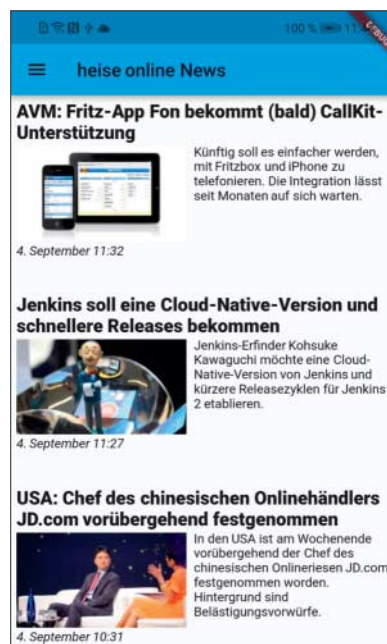 100 %
heise online News
AVM: Fritz-App Fon bekommt (bald) CallKit-
Unterstützung
Künftig soll es einfacher werden,
mit Fritzbox und iPhone zu
telefonieren. Die Integration lässt
seit Monaten auf sich warten.
4. September 11:32
Jenkins soll eine Cloud-Native-Version und
schnellere Releases bekommen
Jenkins-Erfinder Kohsuke
Kawaguchi möchte eine Cloud-
Native-Version von Jenkins und
kürzere Releasezyklen für Jenkins
2 etablieren.
4. September 11:27
USA: Chef des chinesischen Onlinehändlers
JD.com vorübergehend festgenommen
In den USA ist am Wochenende
vorübergehend der Chef des
chinesischen Onlineriesen JD.com
festgenommen worden.
Hintergrund sind
Belästigungsvorwürfe.
4. September 10:31